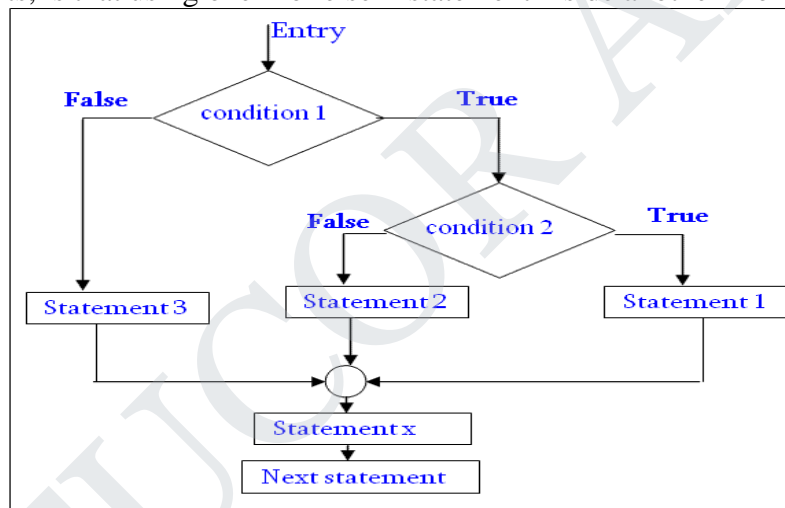 Entry
False
True
condition 1
False
True
condition 2
Statement 3
Statement 2
Statement 1
Statement x
Next statement